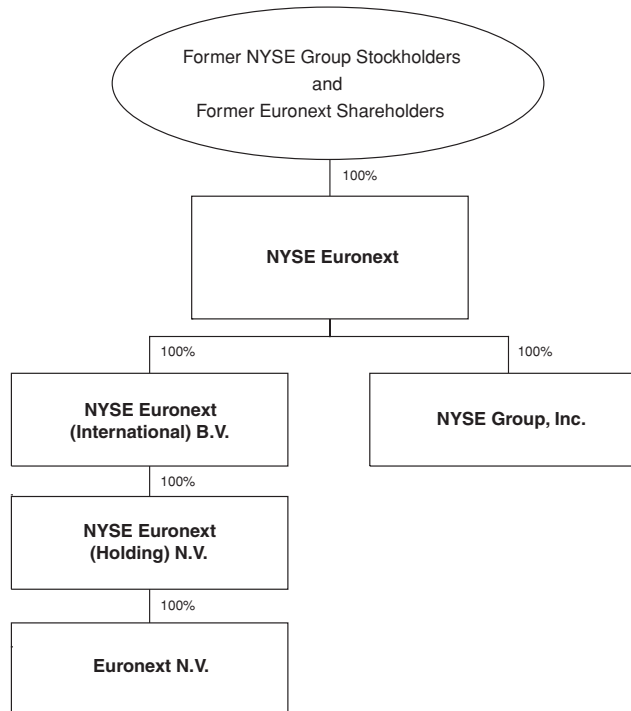 Former NYSE Group Stockholders
and
Former Euronext Shareholders
100%
NYSE Euronext
100%
100%
NYSE Euronext
(International) B.V.
NYSE Group, Inc.
100%
NYSE Euronext
(Holding) N.V.
100%
Euronext N.V.